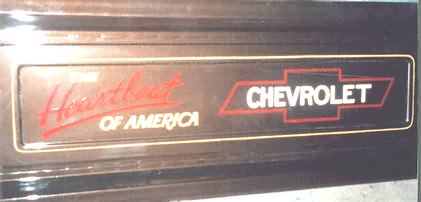 THE
Heartbeat
OF AMERICA
CHEVROLET